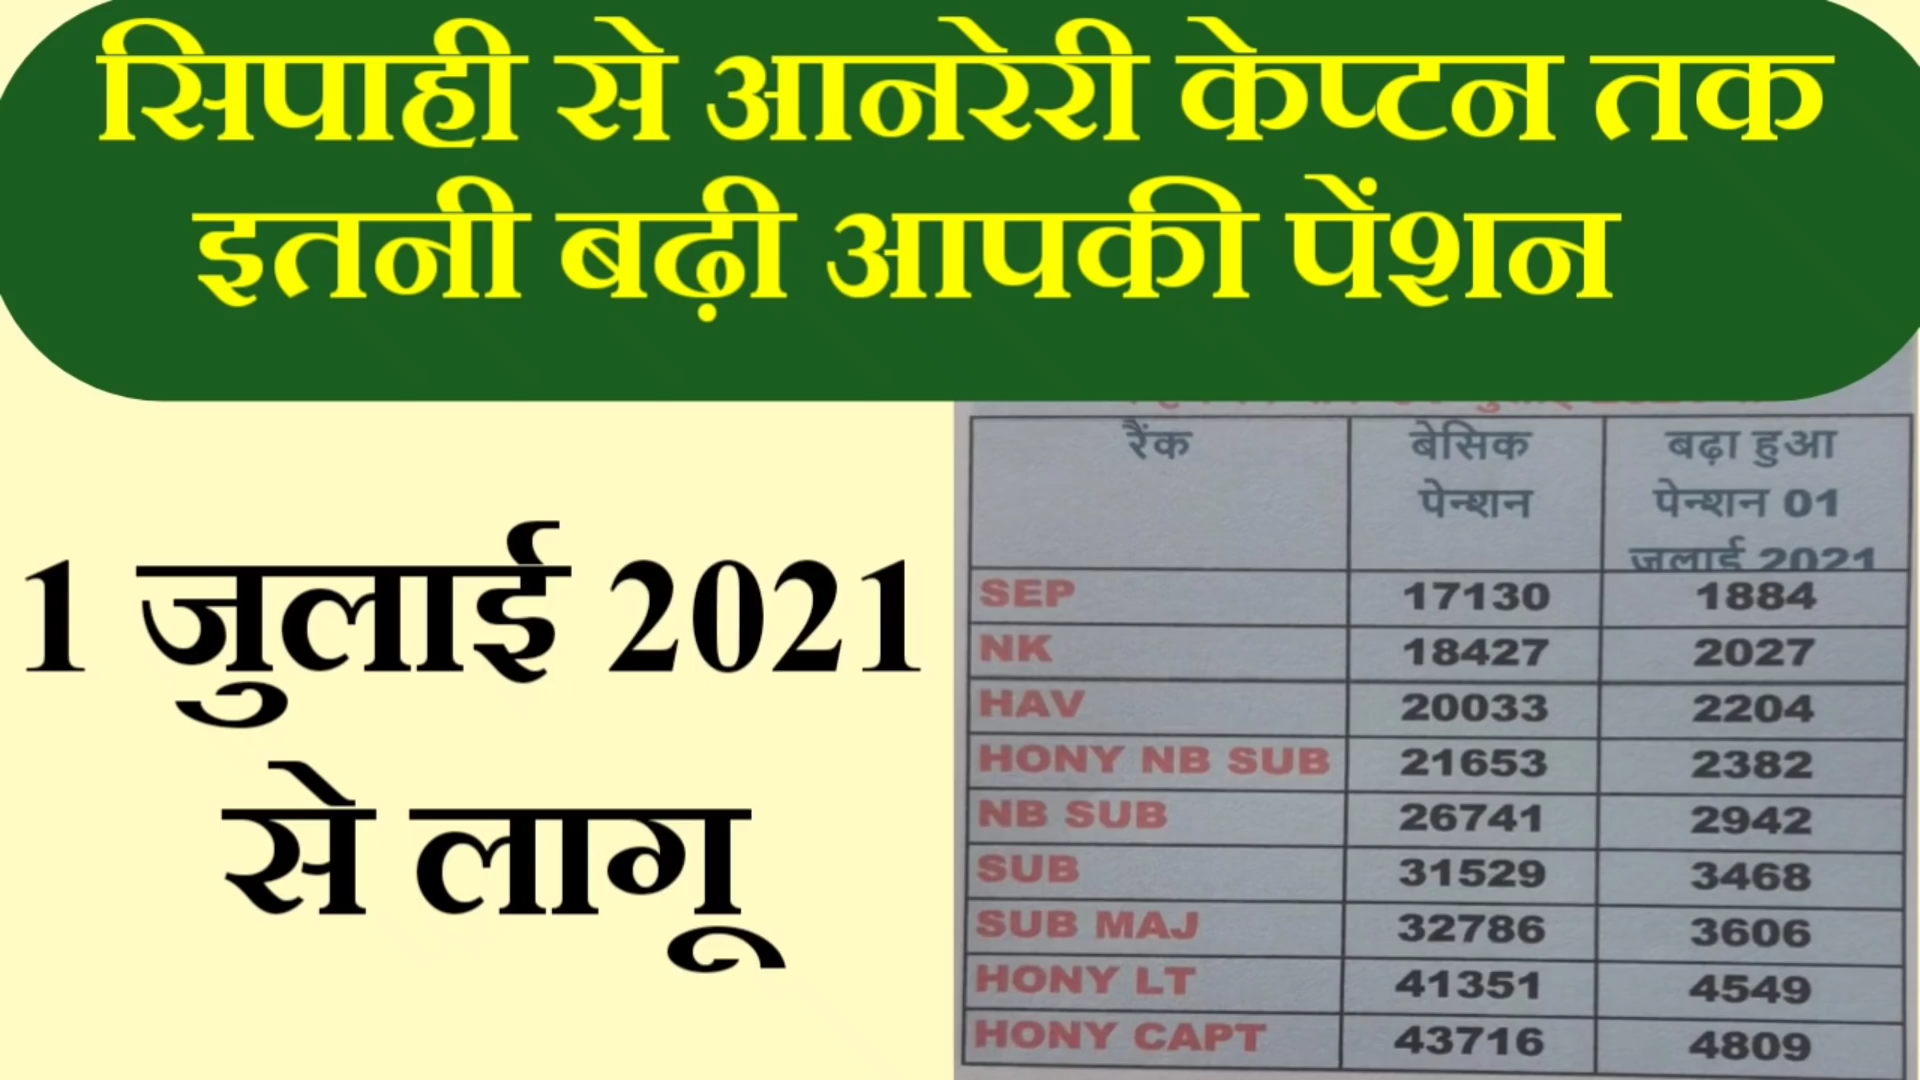 सिपाही से आनरेरी केप्टन तक
इतनी बढ़ी आपकी पेंशन
1 जुलाई 2021
से लागू
रैंक बेसिक पेन्शन बढ़ा हुआ पेन्शन 01 जुलाई 2021
SEP 17130 1884
NK 18427 2027
HAV 20033 2204
HONY NB SUB 21653 2382
NB SUB 26741 2942
SUB 31529 3468
SUB MAJ 32786 3606
HONY LT 41351 4549
HONY CAPT 43716 4809